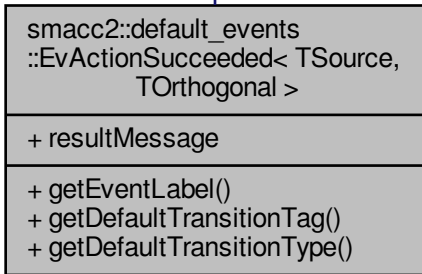 smacc2::default_events
::EvActionSucceeded< TSource,
TOrthogonal >
+ resultMessage
+ getEventLabel()
+ getDefaultTransitionTag()
+ getDefaultTransitionType()